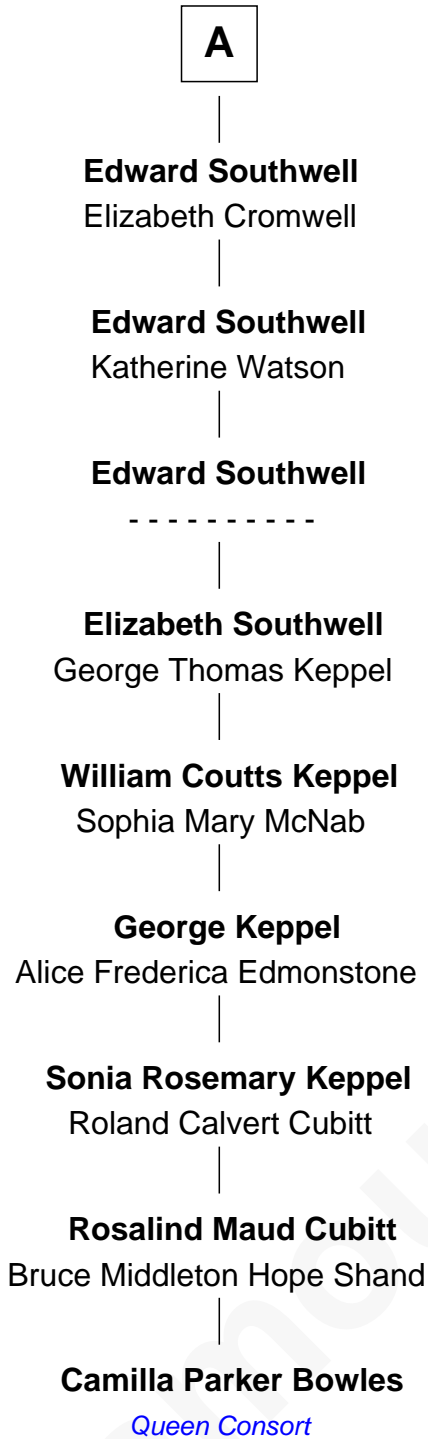 A
Edward Southwell
Elizabeth Cromwell
Edward Southwell
Katherine Watson
Edward Southwell
- - - - - - - - - -
Elizabeth Southwell
George Thomas Keppel
William Coutts Keppel
Sophia Mary McNab
George Keppel
Alice Frederica Edmonstone
Sonia Rosemary Keppel
Roland Calvert Cubitt
Rosalind Maud Cubitt
Bruce Middleton Hope Shand
Camilla Parker Bowles
Queen Consort